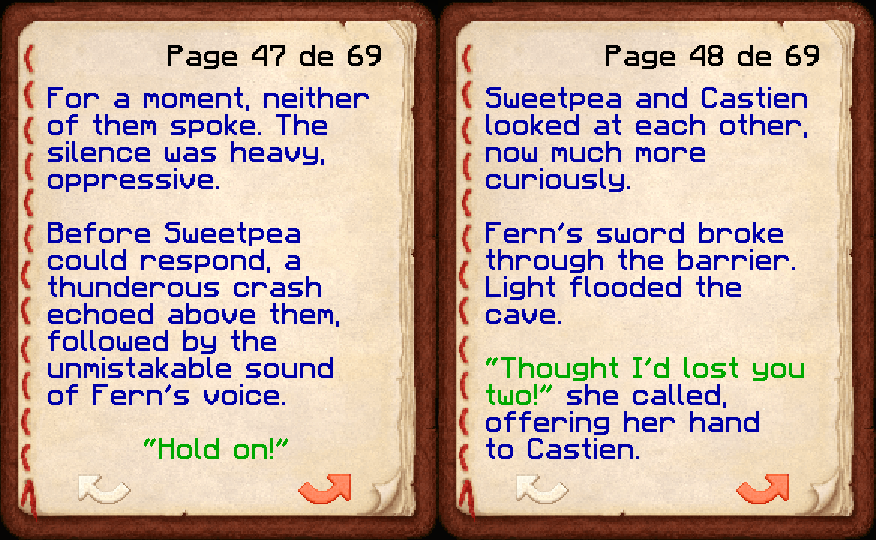 Page 47 de 69
For a moment, neither
of them spoke. The
silence was heavy,
oppressive.
Before Sweetpea
could respond, a
thunderous crash
echoed above them,
followed by the
unmistakable sound
of Fern's voice.
"Hold on!"
Page 48 de 69
Sweetpea and Castien
looked at each other,
now much more
curiously.
Fern's sword broke
through the barrier.
Light flooded the
cave.
"Thought I'd lost you
two!" she called,
offering her hand
to Castien.